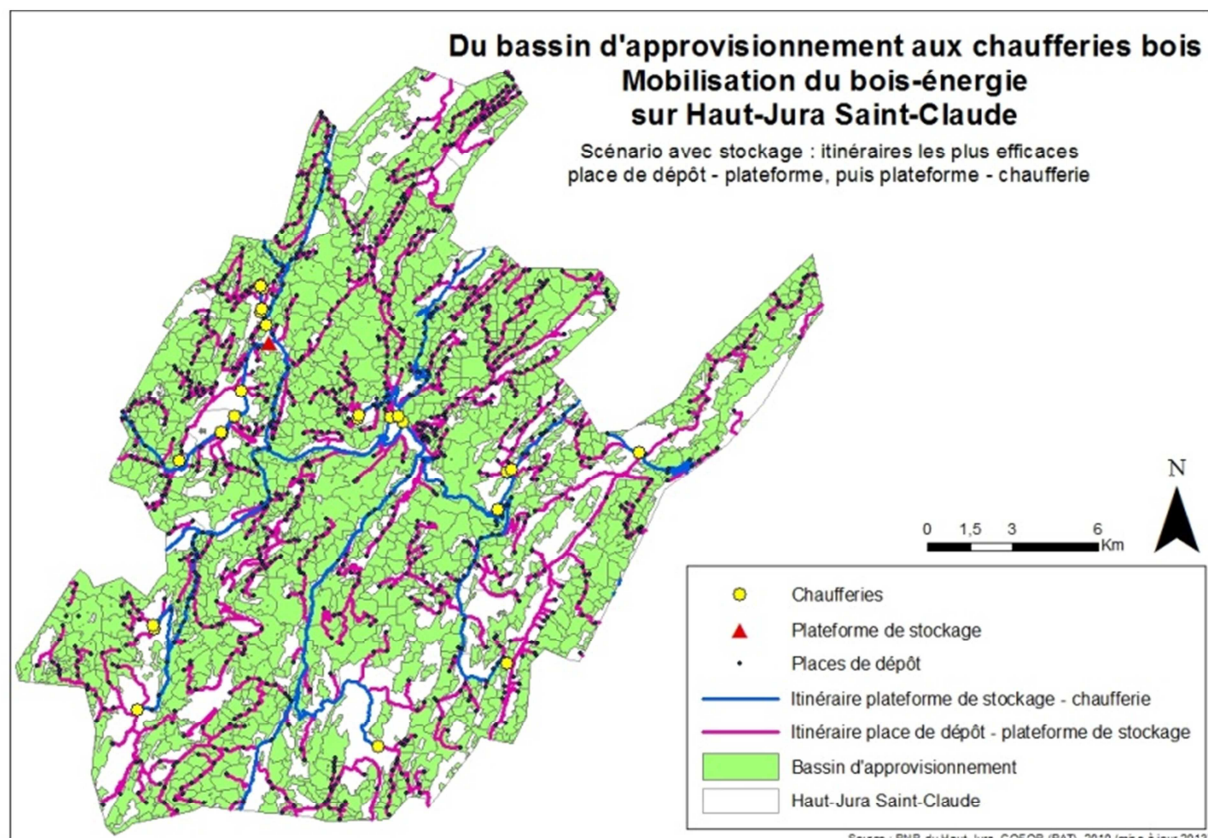 Du bassin d'approvisionnement aux chaufferies bois
Mobilisation du bois-énergie
sur Haut-Jura Saint-Claude
Scénario avec stockage : itinéraires les plus efficaces
place de dépôt - plateforme, puis plateforme - chaufferie
N
0 1,5 3 6
Km
Chaufferies
Plateforme de stockage
Places de dépôt
Itinéraire plateforme de stockage - chaufferie
Itinéraire place de dépôt - plateforme de stockage
Bassin d'approvisionnement
Haut-Jura Saint-Claude